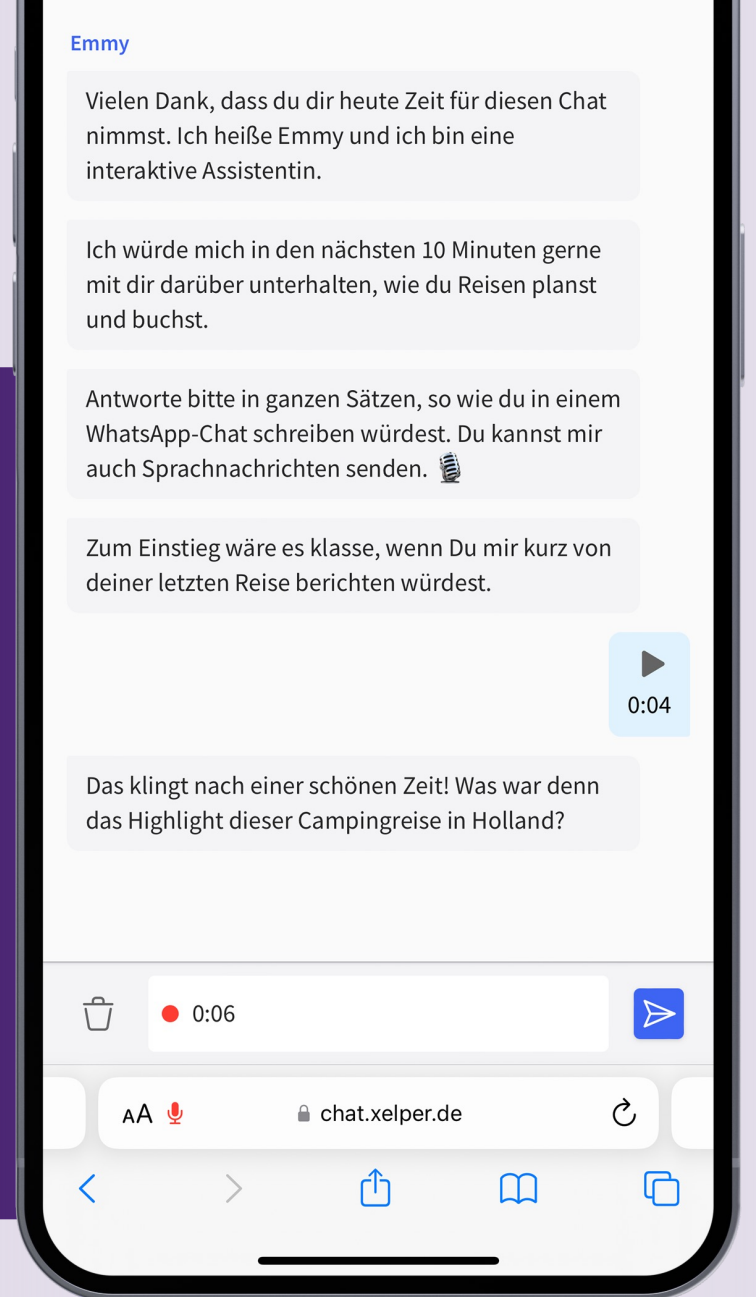 Emmy
Vielen Dank, dass du dir heute Zeit für diesen Chat
nimmst. Ich heiße Emmy und ich bin eine
interaktive Assistentin.
Ich würde mich in den nächsten 10 Minuten gerne
mit dir darüber unterhalten, wie du Reisen planst
und buchst.
Antworte bitte in ganzen Sätzen, so wie du in einem
WhatsApp-Chat schreiben würdest. Du kannst mir
auch Sprachnachrichten senden. 🎙️
Zum Einstieg wäre es klasse, wenn Du mir kurz von
deiner letzten Reise berichten würdest.
0:04
Das klingt nach einer schönen Zeit! Was war denn
das Highlight dieser Campingreise in Holland?
0:06
AA chat.xelper.de